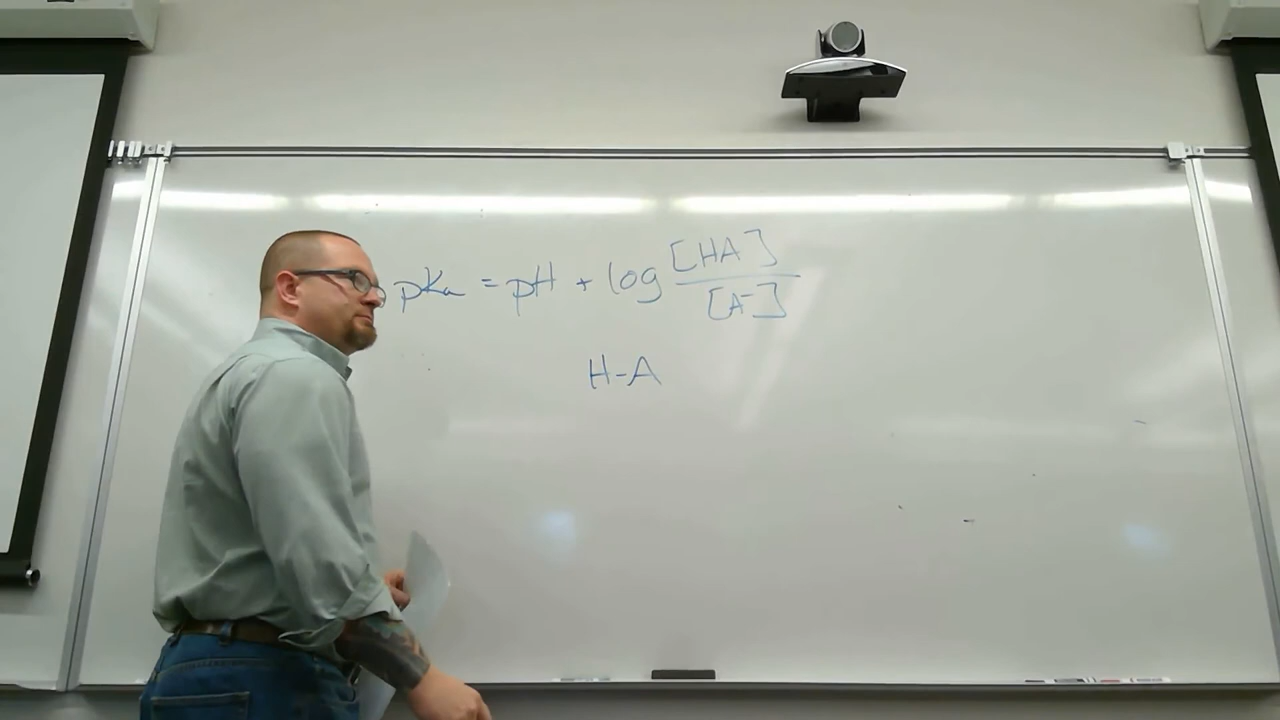 pKa = pH + log [HA] / [A⁻]
H-A